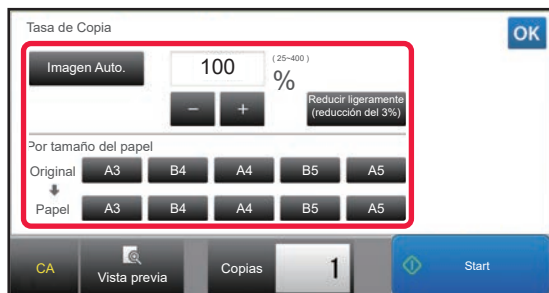 Tasa de Copia
OK
Imagen Auto.
100
( 25~400 )
%
−
+
Reducir ligeramente
(reducción del 3%)
Por tamaño del papel
Original A3 B4 A4 B5 A5
Papel A3 B4 A4 B5 A5
CA
Vista previa
Copias
1
Start